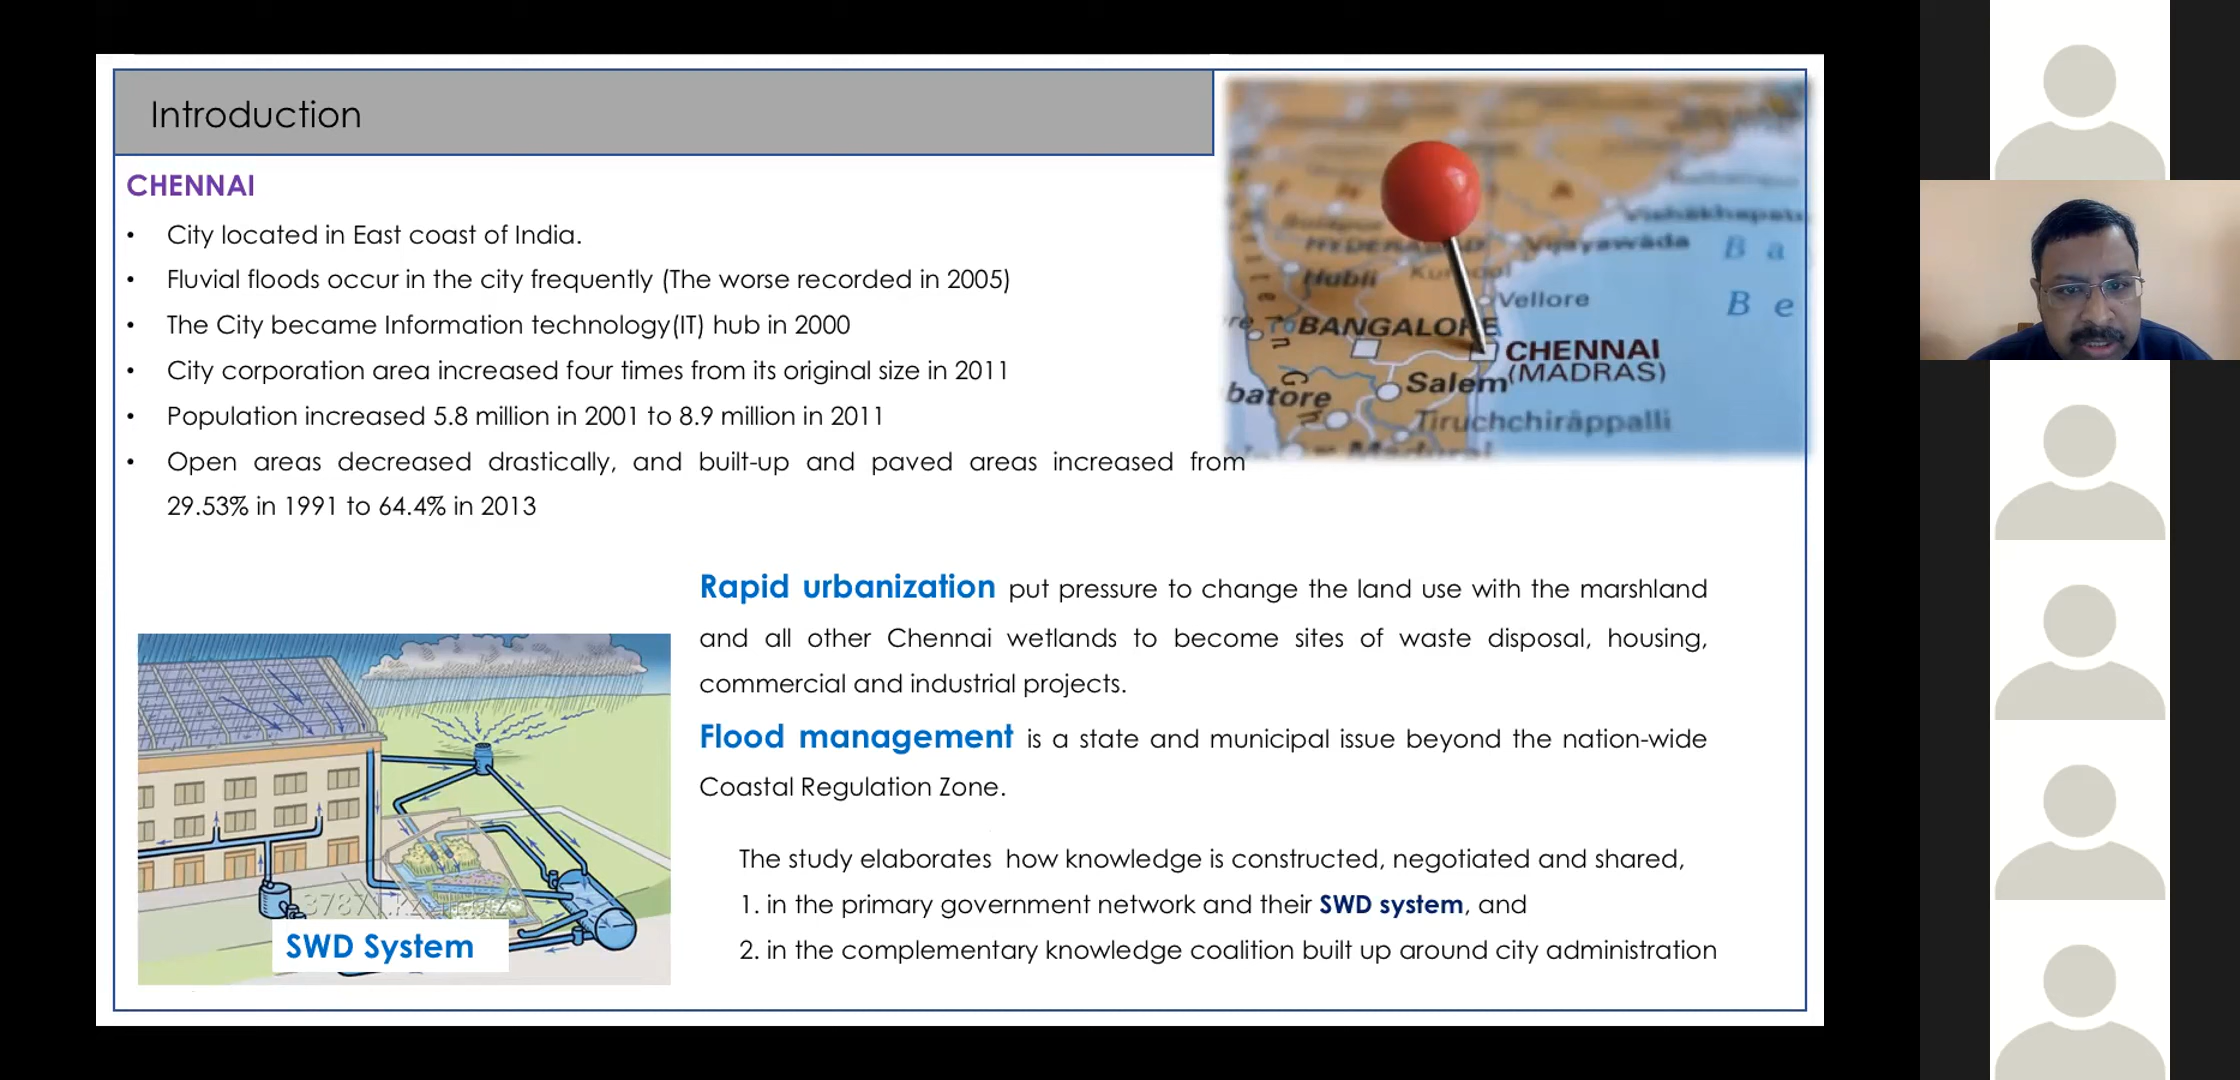 Introduction
CHENNAI
• City located in East coast of India.
• Fluvial floods occur in the city frequently (The worse recorded in 2005)
• The City became Information technology(IT) hub in 2000
• City corporation area increased four times from its original size in 2011
• Population increased 5.8 million in 2001 to 8.9 million in 2011
• Open areas decreased drastically, and built-up and paved areas increased from
29.53% in 1991 to 64.4% in 2013
Vijayawāda
Hubli
B a
Vellore
B e
BANGALORE
CHENNAI
(MADRAS)
Salem
batore
Tiruchchirāppalli
Rapid urbanization put pressure to change the land use with the marshland
and all other Chennai wetlands to become sites of waste disposal, housing,
commercial and industrial projects.
Flood management is a state and municipal issue beyond the nation-wide
Coastal Regulation Zone.
SWD System
The study elaborates how knowledge is constructed, negotiated and shared,
1. in the primary government network and their SWD system, and
2. in the complementary knowledge coalition built up around city administration